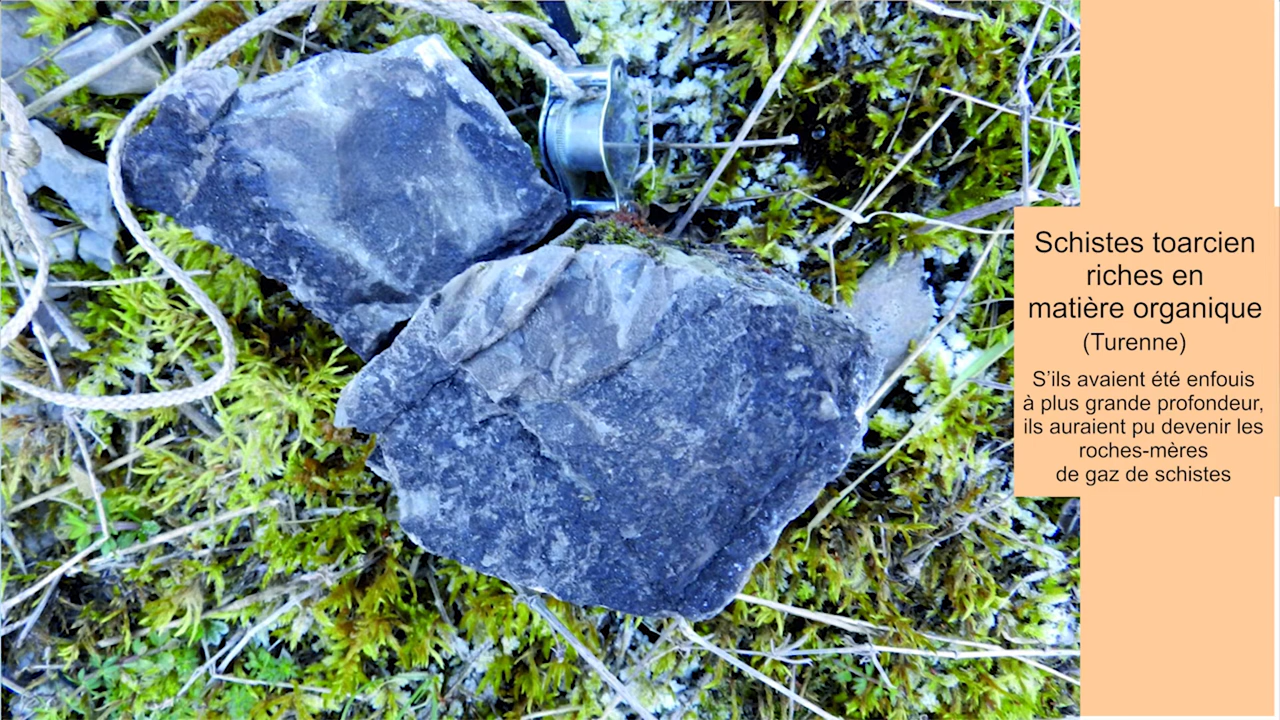 Schistes toarcien
riches en
matière organique
(Turenne)
S'ils avaient été enfouis
à plus grande profondeur,
ils auraient pu devenir les
roches-mères
de gaz de schistes